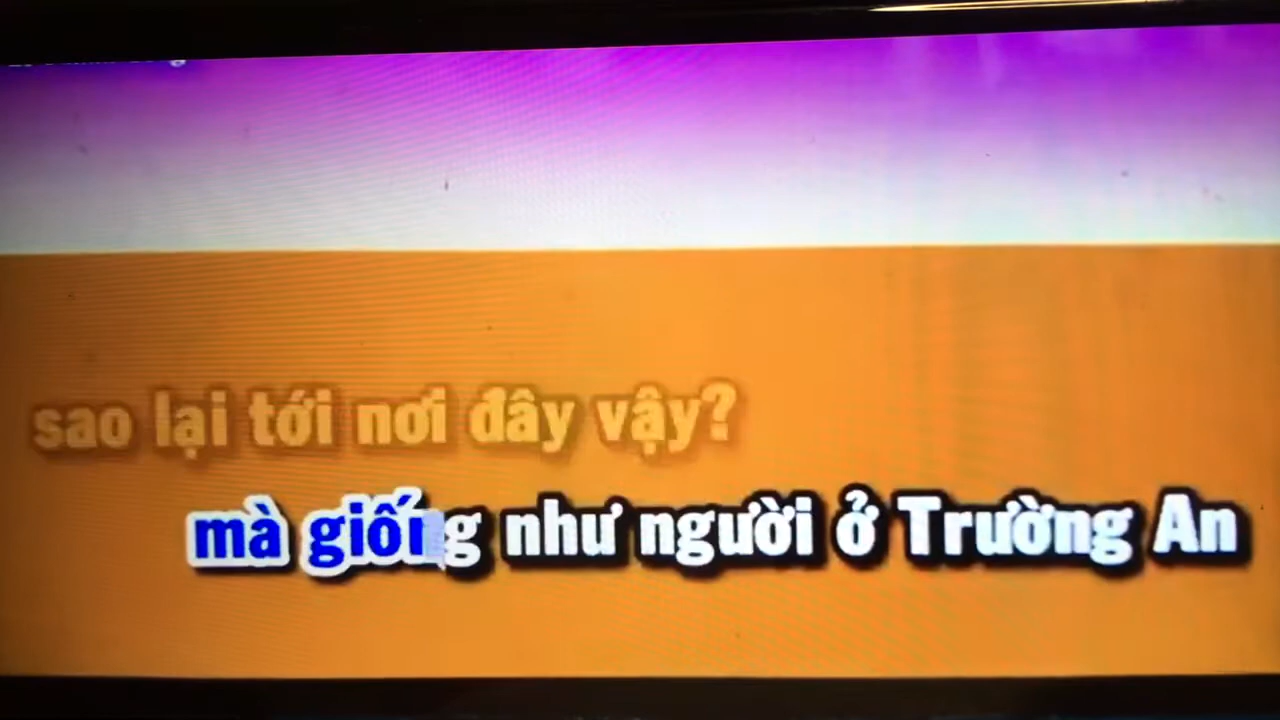 sao lại tới nơi đây vậy?
mà giống như người ở Trường An